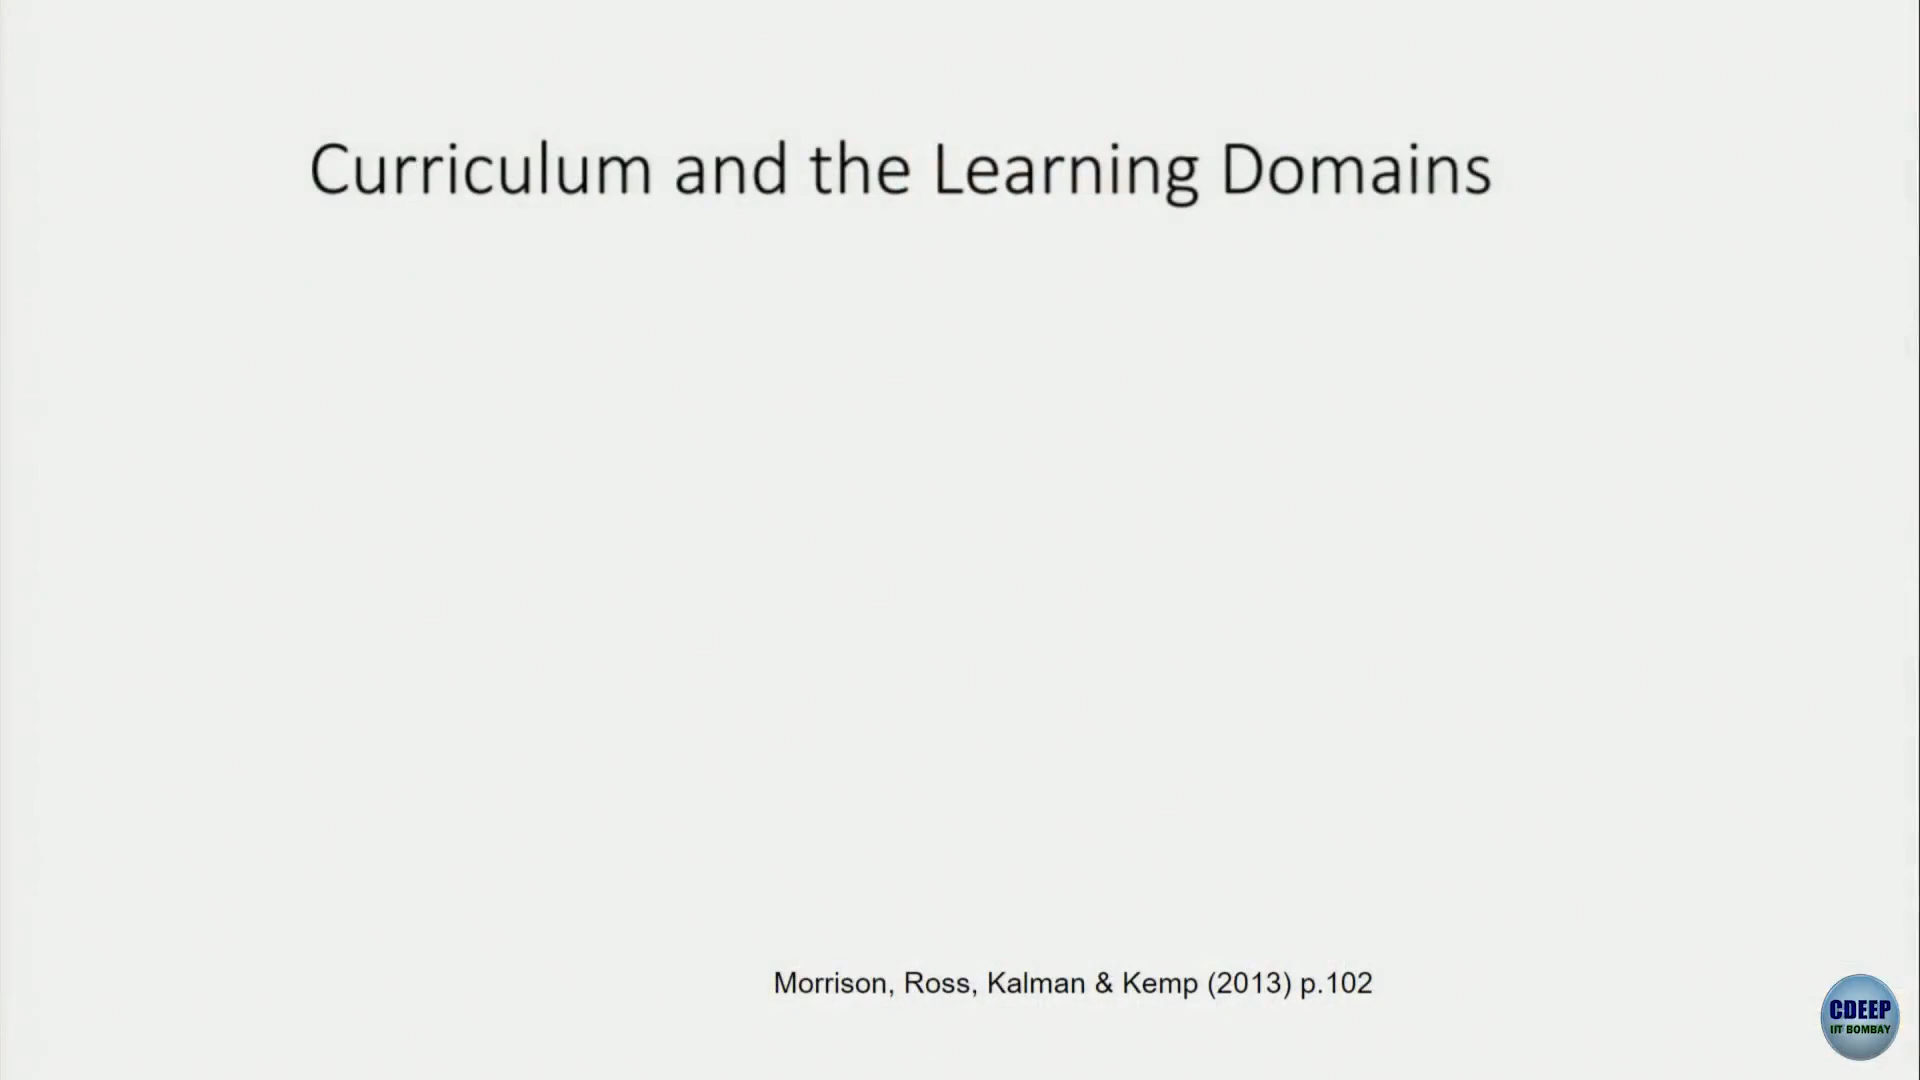 Curriculum and the Learning Domains
Morrison, Ross, Kalman & Kemp (2013) p.102
CDEEP
IIT BOMBAY